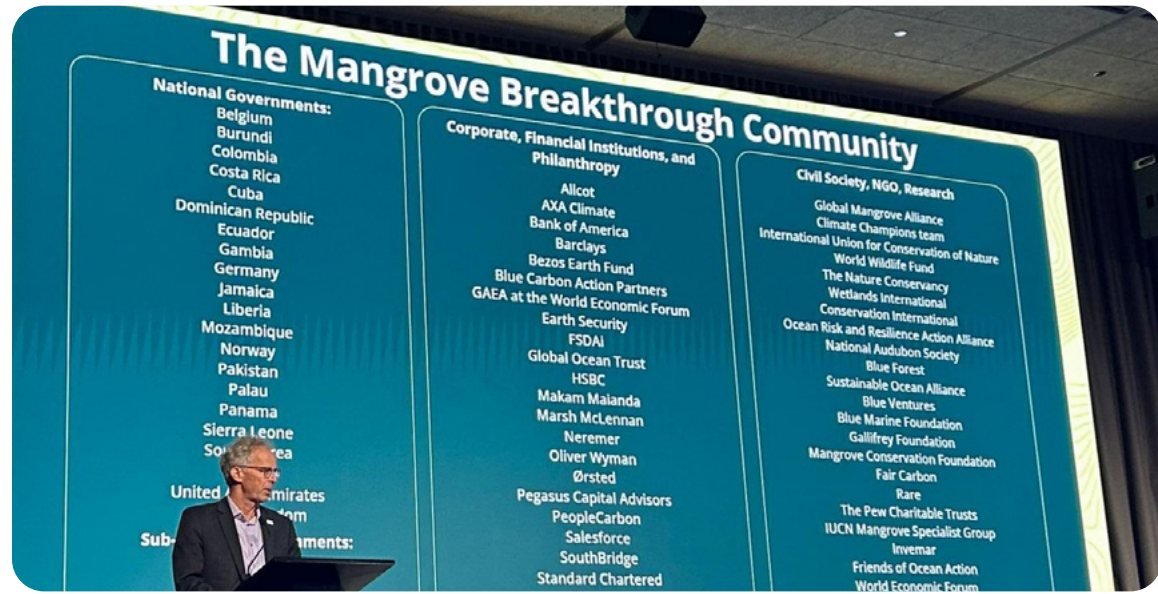 The Mangrove Breakthrough Community
National Governments:
Belgium
Burundi
Colombia
Costa Rica
Cuba
Dominican Republic
Ecuador
Gambia
Germany
Jamaica
Liberia
Mozambique
Norway
Pakistan
Palau
Panama
Sierra Leone
United
Corporate, Financial Institutions, and
Philanthropy
Allcot
AXA Climate
Bank of America
Barclays
Bezos Earth Fund
Blue Carbon Action Partners
GAEA at the World Economic Forum
Earth Security
FSDAi
Global Ocean Trust
HSBC
Makam Maianda
Marsh McLennan
Neremer
Oliver Wyman
Ørsted
Pegasus Capital Advisors
PeopleCarbon
Salesforce
SouthBridge
Standard Chartered
Civil Society, NGO, Research
Global Mangrove Alliance
Climate Champions team
International Union for Conservation of Nature
World Wildlife Fund
The Nature Conservancy
Wetlands International
Conservation International
Ocean Risk and Resilience Action Alliance
National Audubon Society
Blue Forest
Sustainable Ocean Alliance
Blue Ventures
Blue Marine Foundation
Gallifrey Foundation
Mangrove Conservation Foundation
Fair Carbon
Rare
The Pew Charitable Trusts
IUCN Mangrove Specialist Group
Invemar
Friends of Ocean Action
World Economic Forum